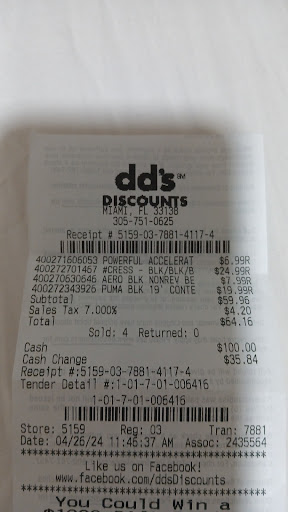 dd's SM
DISCOUNTS
MIAMI, FL 33138
305-751-0625
Receipt # 5159-03-7881-4117-4
400271606053 POWERFUL ACCELERAT $6.99R
400272701467 #CRESS - BLK/BLK/B $24.99R
400270630646 AERO BLK NONREV BE $7.99R
400272343926 PUMA BLK 19" CONTE $19.99R
Subtotal $59.96
Sales Tax 7.000% $4.20
Total $64.16
Sold: 4 Returned: 0
Cash $100.00
Cash Change $35.84
Receipt #:5159-03-7881-4117-4
Tender Detail #:1-01-7-01-006416
1-01-7-01-006416
Store: 5159 Reg: 03 Tran: 7881
Date: 04/26/24 11:45:37 AM Assoc: 2435564
****************************************
Like us on Facebook!
www.facebook.com/ddsDiscounts
****************************************
You Could Win a